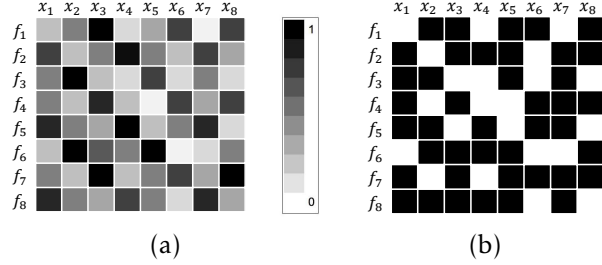 x₁ x₂ x₃ x₄ x₅ x₆ x₇ x₈
f₁
f₂
f₃
f₄
f₅
f₆
f₇
f₈
1
0
(a)
x₁ x₂ x₃ x₄ x₅ x₆ x₇ x₈
f₁
f₂
f₃
f₄
f₅
f₆
f₇
f₈
(b)